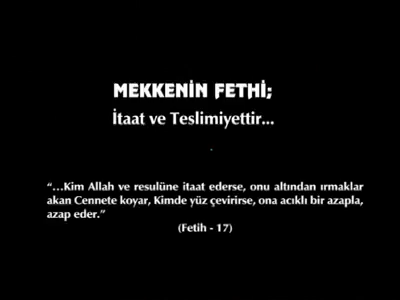 MEKKENİN FETHİ;
İtaat ve Teslimiyettir...
“...Kim Allah ve resulüne itaat ederse, onu altından ırmaklar
akan Cennete koyar, Kimde yüz çevirirse, ona acıklı bir azapla,
azap eder.”
(Fetih - 17)